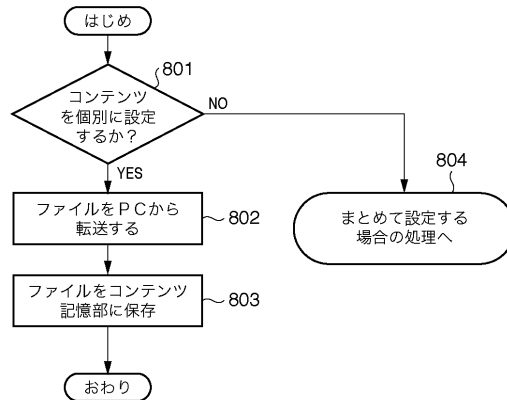 はじめ
801
コンテンツ
を個別に設定
するか？
NO
YES
804
まとめて設定する
場合の処理へ
ファイルをＰＣから
転送する
802
ファイルをコンテンツ
記憶部に保存
803
おわり